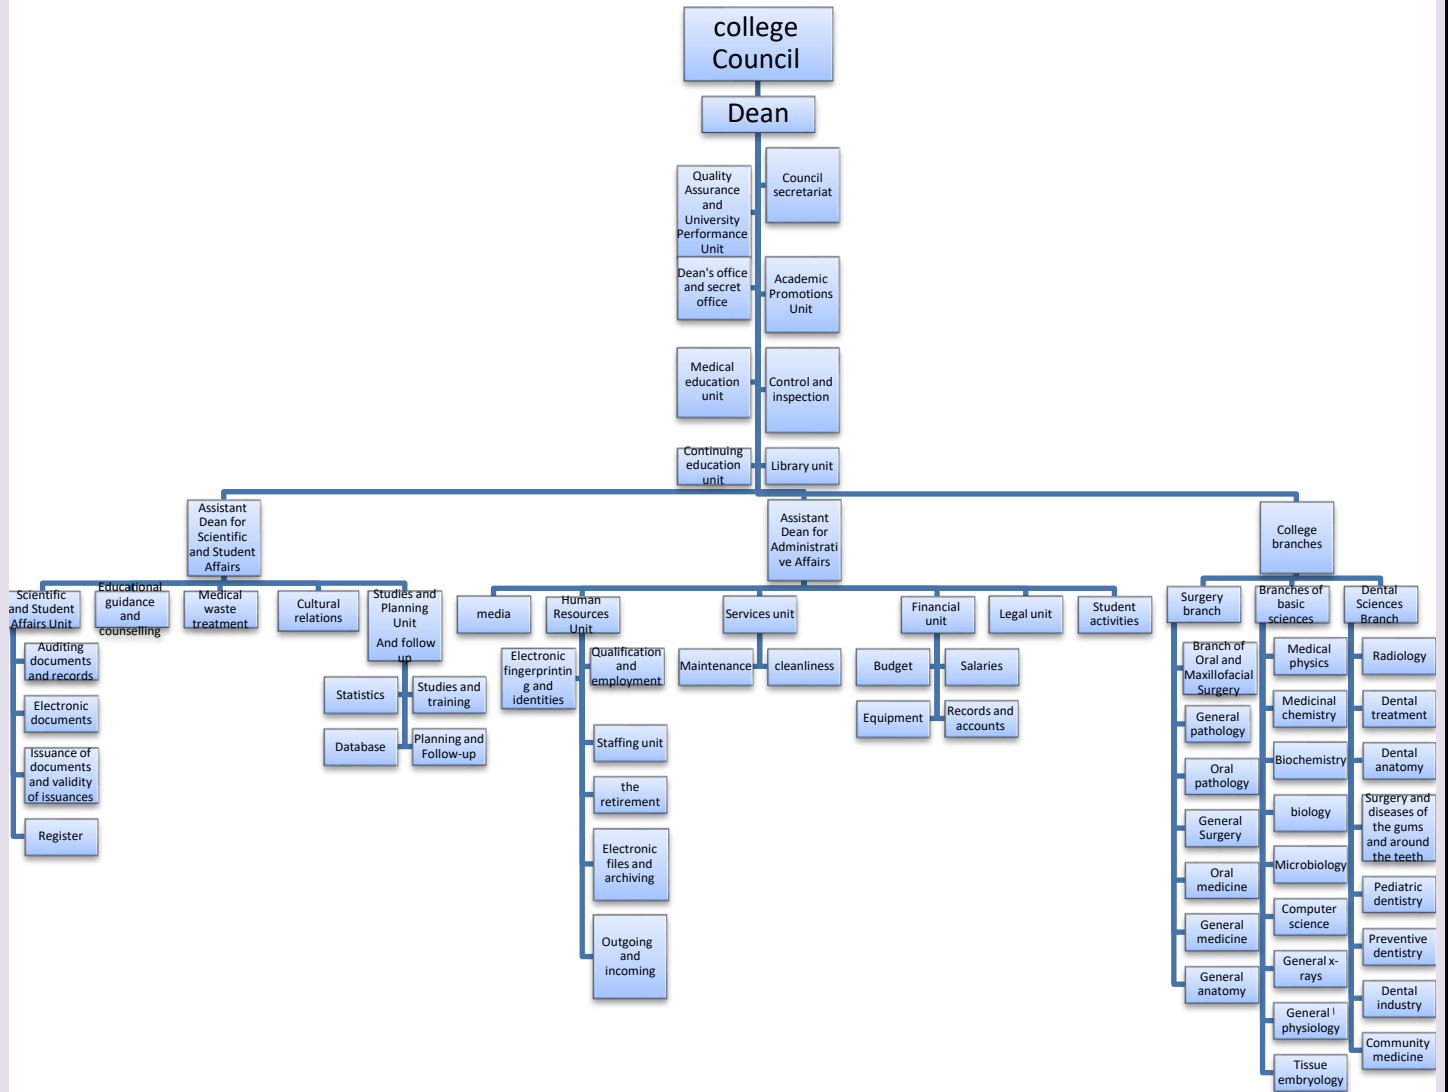 college
Council
Dean
Council
secretariat
Quality
Assurance
and
University
Performance
Unit
Dean's office
and secret
office
Academic
Promotions
Unit
Medical
education
unit
Control and
inspection
Continuing
education
unit
Library unit
Assistant
Dean for
Scientific
and Student
Affairs
Assistant
Dean for
Administrati
ve Affairs
College
branches
Scientific
and Student
Affairs Unit
Educational
guidance
and
counselling
Medical
waste
treatment
Cultural
relations
Studies and
Planning
Unit
And follow
up
media
Human
Resources
Unit
Services unit
Financial
unit
Legal unit
Student
activities
Surgery
branch
Branches of
basic
sciences
Dental
Sciences
Branch
Auditing
documents
and records
Electronic
documents
Issuance of
documents
and validity
of issuances
Register
Statistics
Studies and
training
Database
Planning and
Follow-up
Electronic
fingerprintin
g and
identities
Qualification
and
employment
Staffing unit
the
retirement
Electronic
files and
archiving
Outgoing
and
incoming
Maintenance
cleanliness
Budget
Salaries
Equipment
Records and
accounts
Branch of
Oral and
Maxillofacial
Surgery
General
pathology
Oral
pathology
General
Surgery
Oral
medicine
General
medicine
General
anatomy
Medical
physics
Medicinal
chemistry
Biochemistry
biology
Microbiology
Computer
science
General x-
rays
General \
physiology
Tissue
embryology
Radiology
Dental
treatment
Dental
anatomy
Surgery and
diseases of
the gums
and around
the teeth
Pediatric
dentistry
Preventive
dentistry
Dental
industry
Community
medicine